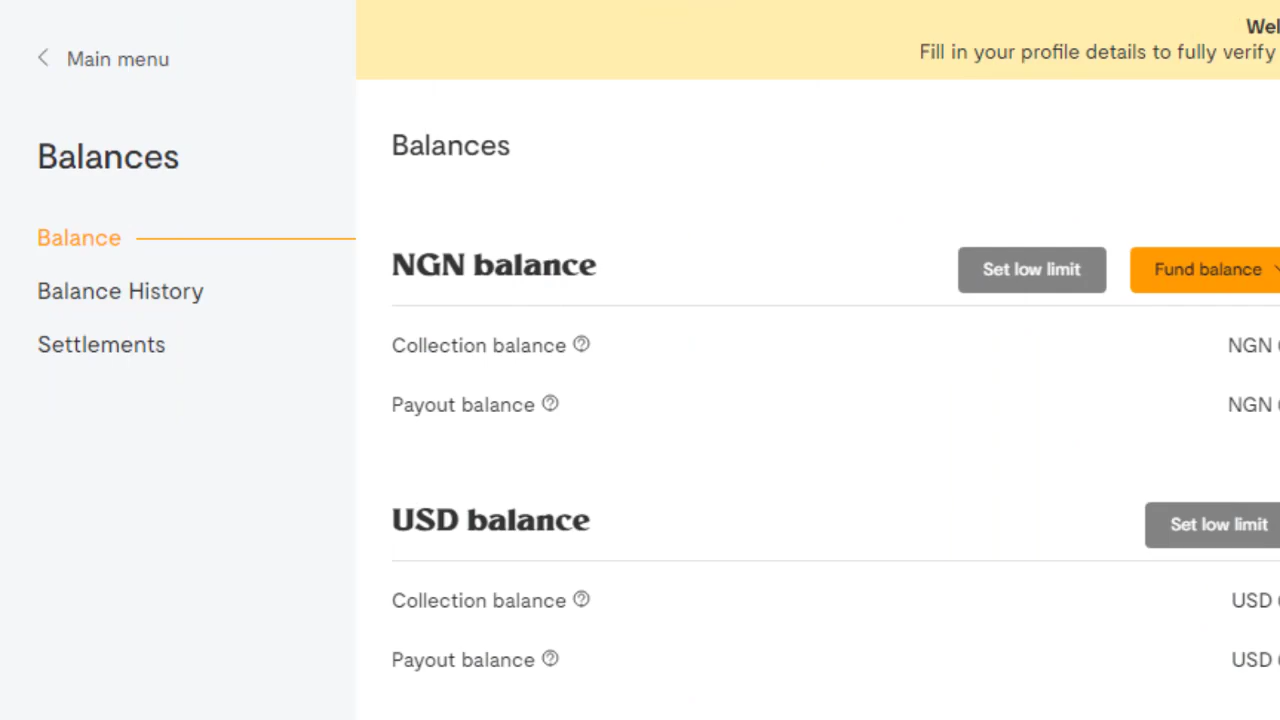 Main menu
Fill in your profile details to fully verify
Balances
Balances
Balance
Balance History
Settlements
NGN balance
Set low limit
Fund balance
Collection balance
NGN
Payout balance
NGN
USD balance
Set low limit
Collection balance
USD
Payout balance
USD